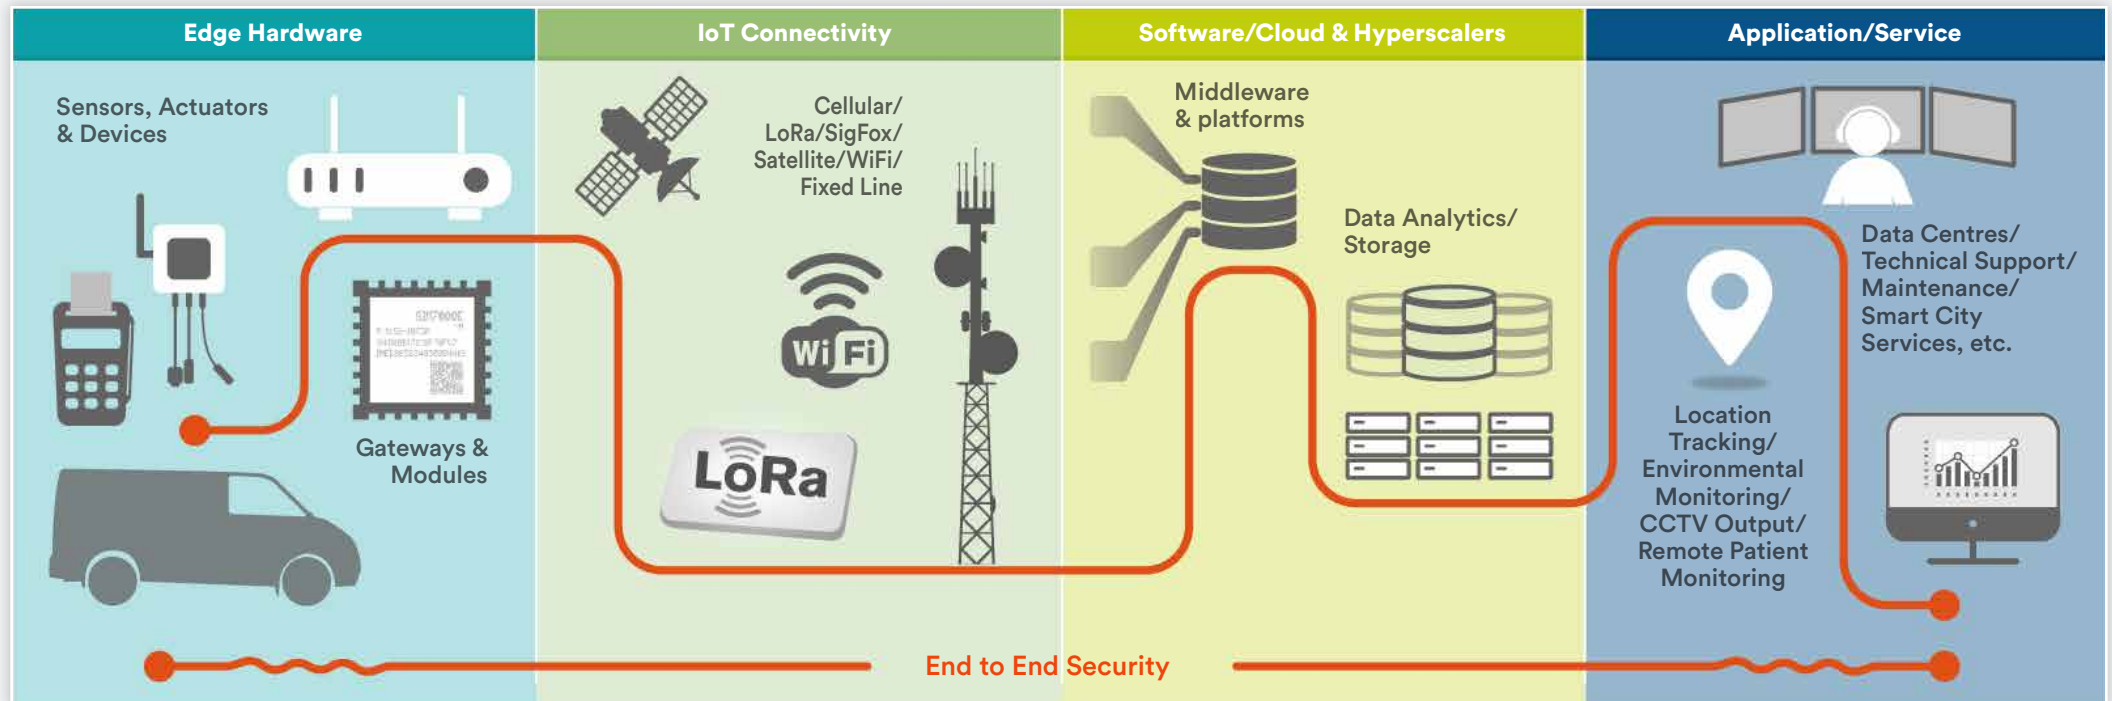 Edge Hardware
IoT Connectivity
Software/Cloud & Hyperscalers
Application/Service
Sensors, Actuators
& Devices
Gateways &
Modules
Cellular/
LoRa/SigFox/
Satellite/WiFi/
Fixed Line
WiFi
LoRa
Middleware
& platforms
Data Analytics/
Storage
Data Centres/
Technical Support/
Maintenance/
Smart City
Services, etc.
Location
Tracking/
Environmental
Monitoring/
CCTV Output/
Remote Patient
Monitoring
End to End Security